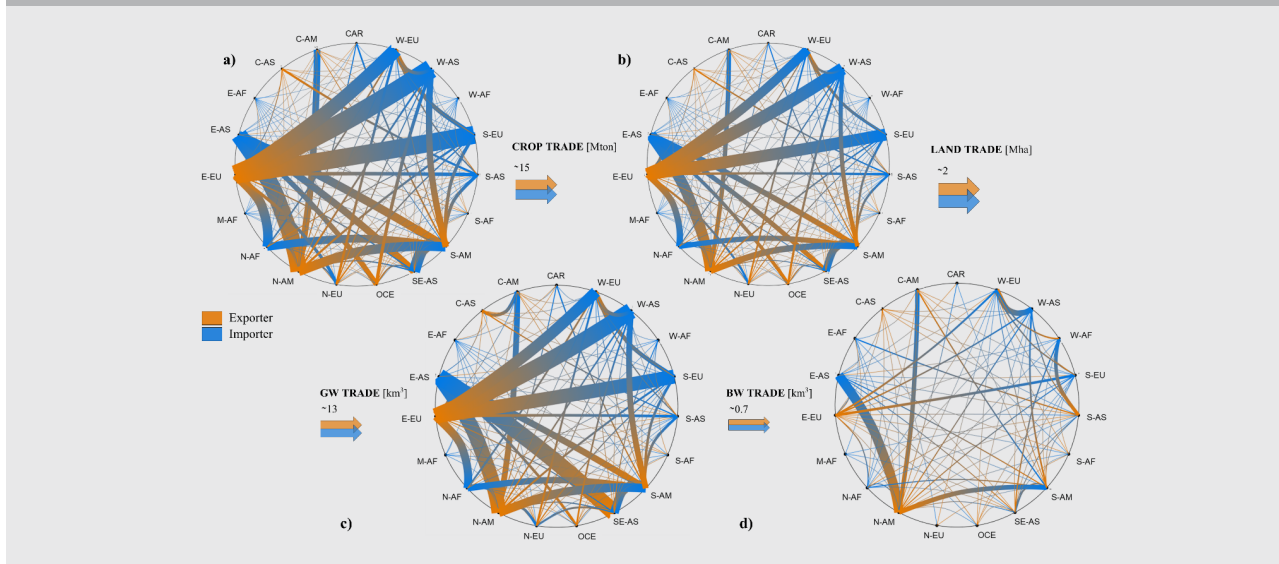 a)
CAR
W-EU
W-AS
W-AF
S-EU
S-AS
S-AF
S-AM
SE-AS
OCE
N-EU
N-AM
N-AF
M-AF
E-EU
E-AS
E-AF
C-AS
C-AM
CROP TRADE [Mton]
~15
b)
CAR
W-EU
W-AS
W-AF
S-EU
S-AS
S-AF
S-AM
SE-AS
OCE
N-EU
N-AM
N-AF
M-AF
E-EU
E-AS
E-AF
C-AS
C-AM
LAND TRADE [Mha]
~2
Exporter
Importer
GW TRADE [km³]
~13
c)
CAR
W-EU
W-AS
W-AF
S-EU
S-AS
S-AF
S-AM
SE-AS
OCE
N-EU
N-AM
N-AF
M-AF
E-EU
E-AS
E-AF
C-AS
C-AM
BW TRADE [km³]
~0.7
d)
CAR
W-EU
W-AS
W-AF
S-EU
S-AS
S-AF
S-AM
SE-AS
OCE
N-EU
N-AM
N-AF
M-AF
E-EU
E-AS
E-AF
C-AS
C-AM